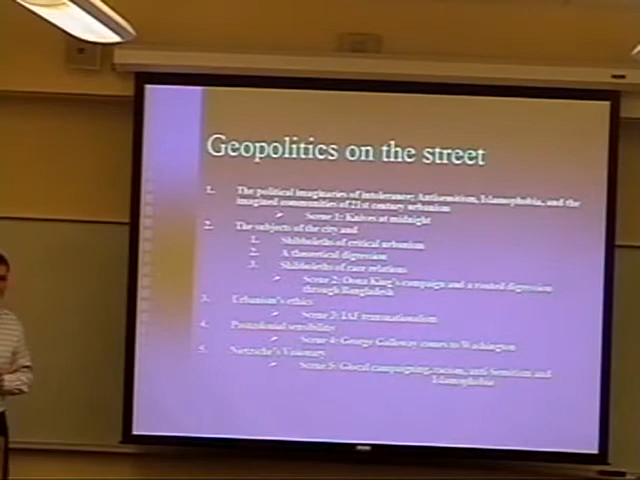 Geopolitics on the street
1. The political imaginaries of intolerance: Antisemitism, Islamophobia, and the
imagined communities of 21st century urbanism
Scene 1: Knives at midnight
2. The subjects of the city and
1. Shibboleths of critical urbanism
2. A theoretical digression
3. Shibboleths of race relations
Scene 2: Oona King's campaign and a routed digression
through Bangladesh
3. Urbanism's ethics
Scene 3: IAF transnationalism
4. Postcolonial sensibility
Scene 4: George Galloway comes to Washington
5. Nietzsche's Visionary
Scene 5: Glocal campaigning, racism, anti Semitism and
Islamophobia